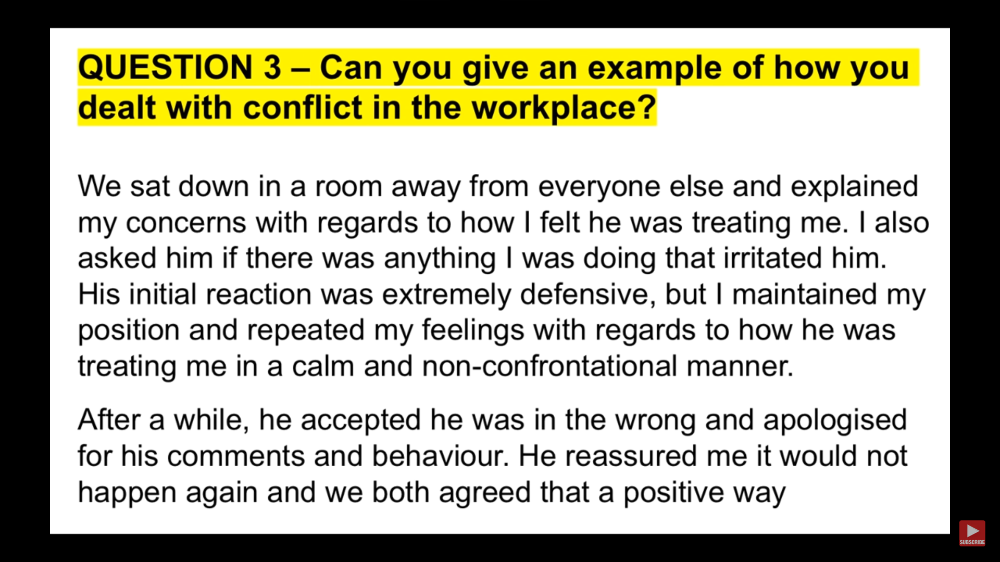 QUESTION 3 – Can you give an example of how you
dealt with conflict in the workplace?
We sat down in a room away from everyone else and explained
my concerns with regards to how I felt he was treating me. I also
asked him if there was anything I was doing that irritated him.
His initial reaction was extremely defensive, but I maintained my
position and repeated my feelings with regards to how he was
treating me in a calm and non-confrontational manner.
After a while, he accepted he was in the wrong and apologised
for his comments and behaviour. He reassured me it would not
happen again and we both agreed that a positive way
SUBSCRIBE